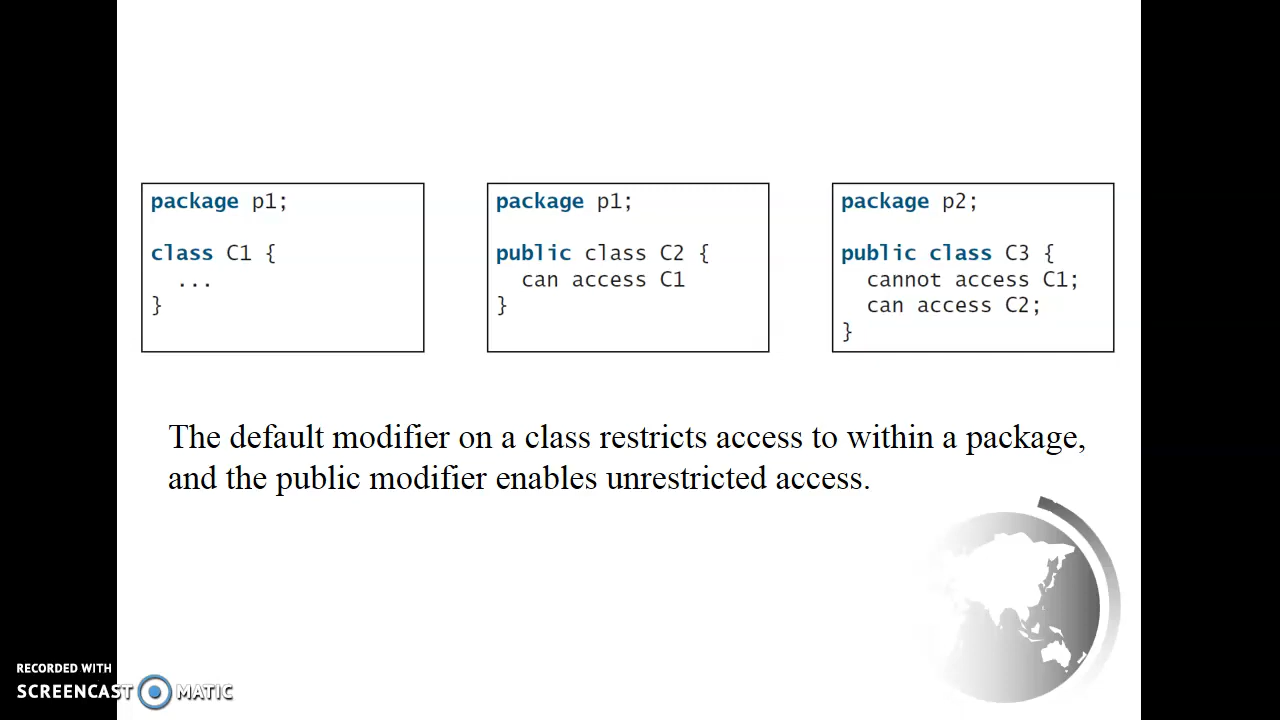 package p1;
class C1 {
...
}
package p1;
public class C2 {
can access C1
}
package p2;
public class C3 {
cannot access C1;
can access C2;
}
The default modifier on a class restricts access to within a package,
and the public modifier enables unrestricted access.
RECORDED WITH
SCREENCAST MATIC